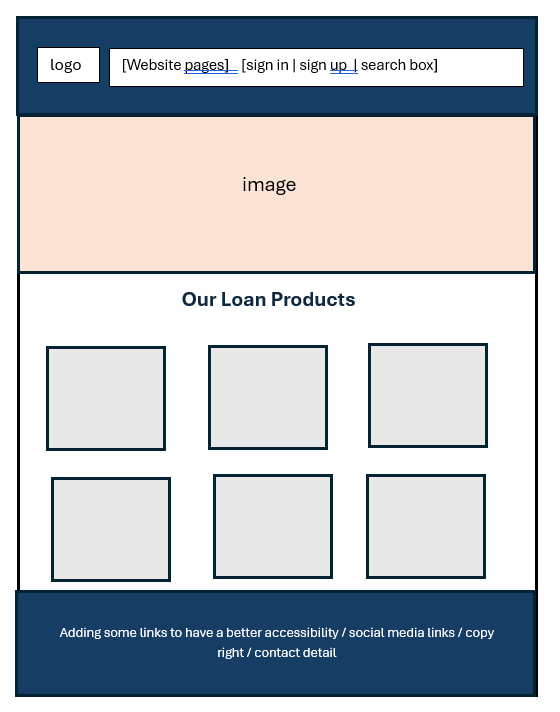 logo
[Website pages]   [sign in | sign up  | search box]
image
Our Loan Products
Adding some links to have a better accessibility / social media links / copy
right / contact detail